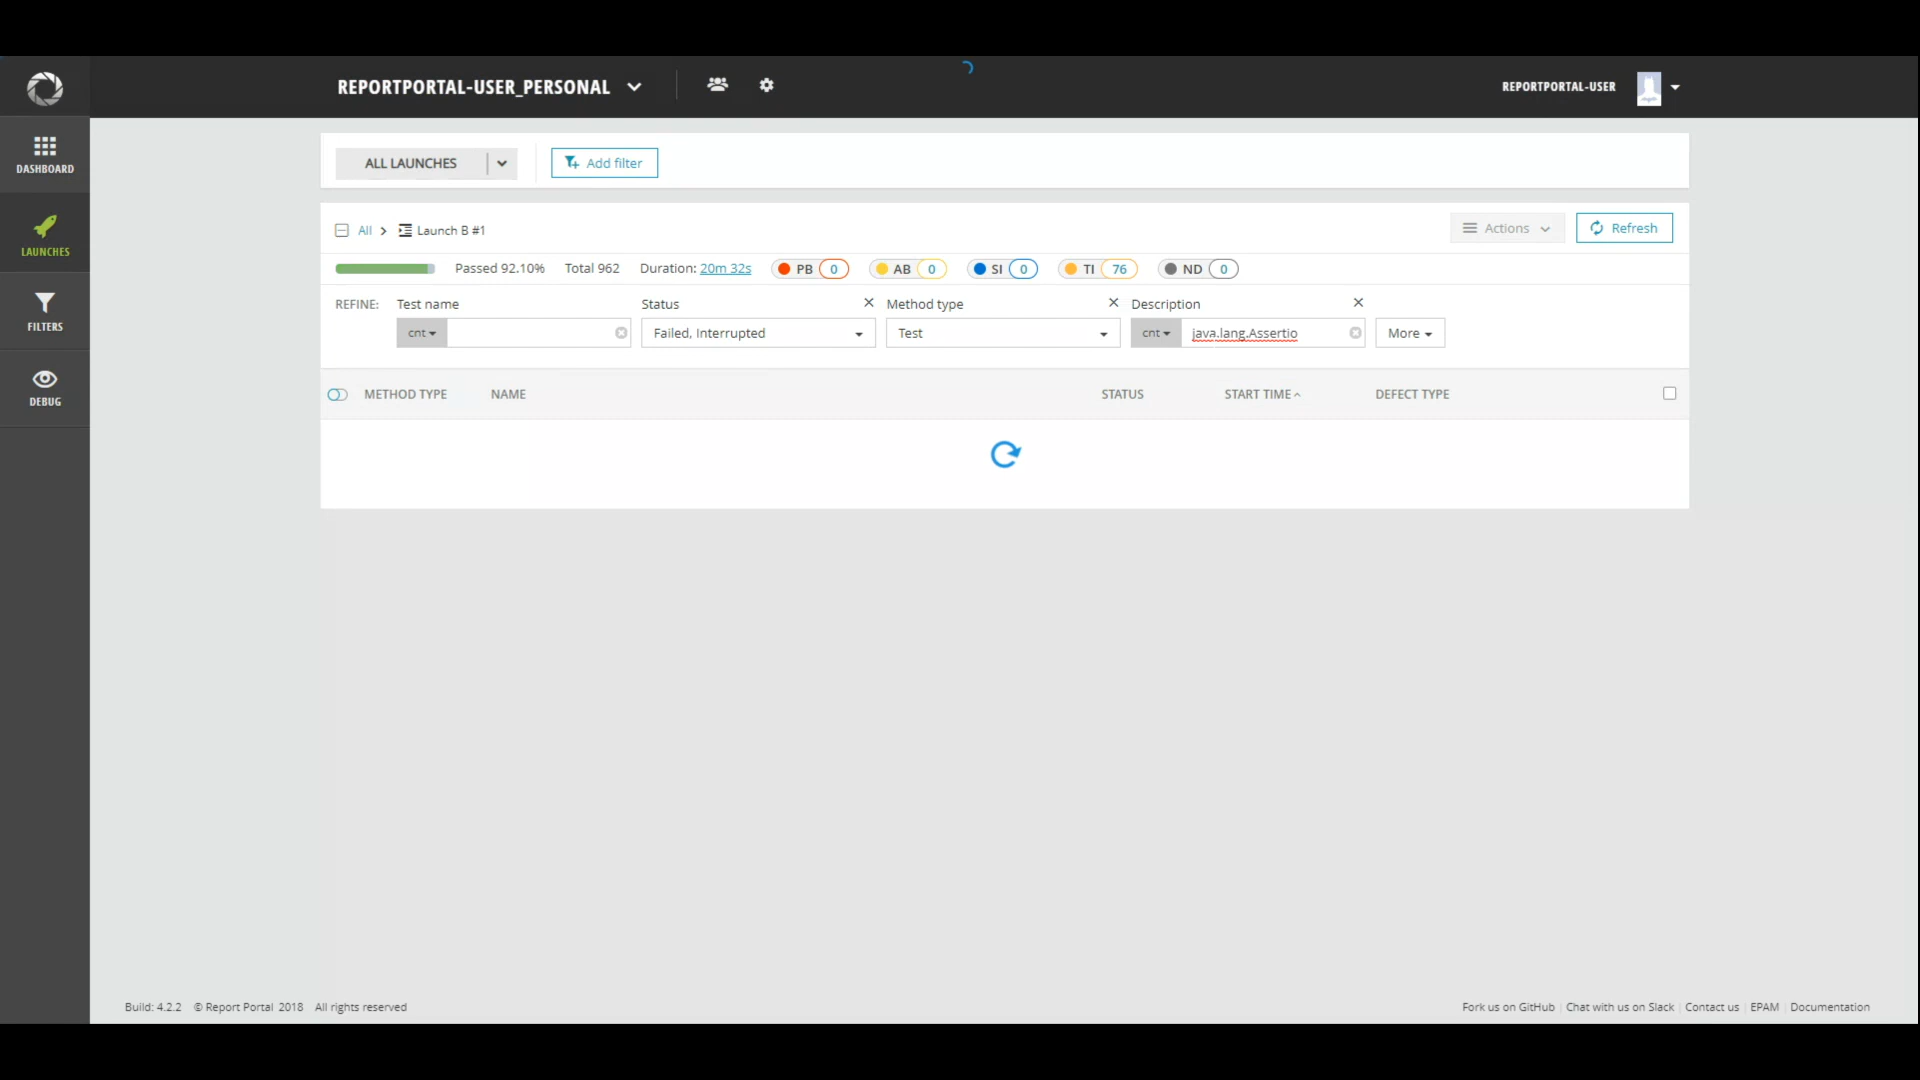 REPORTPORTAL-USER_PERSONAL
REPORTPORTAL-USER
DASHBOARD
LAUNCHES
FILTERS
DEBUG
ALL LAUNCHES
Add filter
All > Launch B #1
Actions
Refresh
Passed 92.10% Total 962 Duration: 20m 32s PB 0 AB 0 SI 0 TI 76 ND 0
REFINE: Test name Status Method type Description
cnt Failed, Interrupted Test cnt java.lang.Assertio More
METHOD TYPE NAME STATUS START TIME DEFECT TYPE
Build: 4.2.2 © Report Portal 2018 All rights reserved
Fork us on GitHub Chat with us on Slack Contact us EPAM Documentation